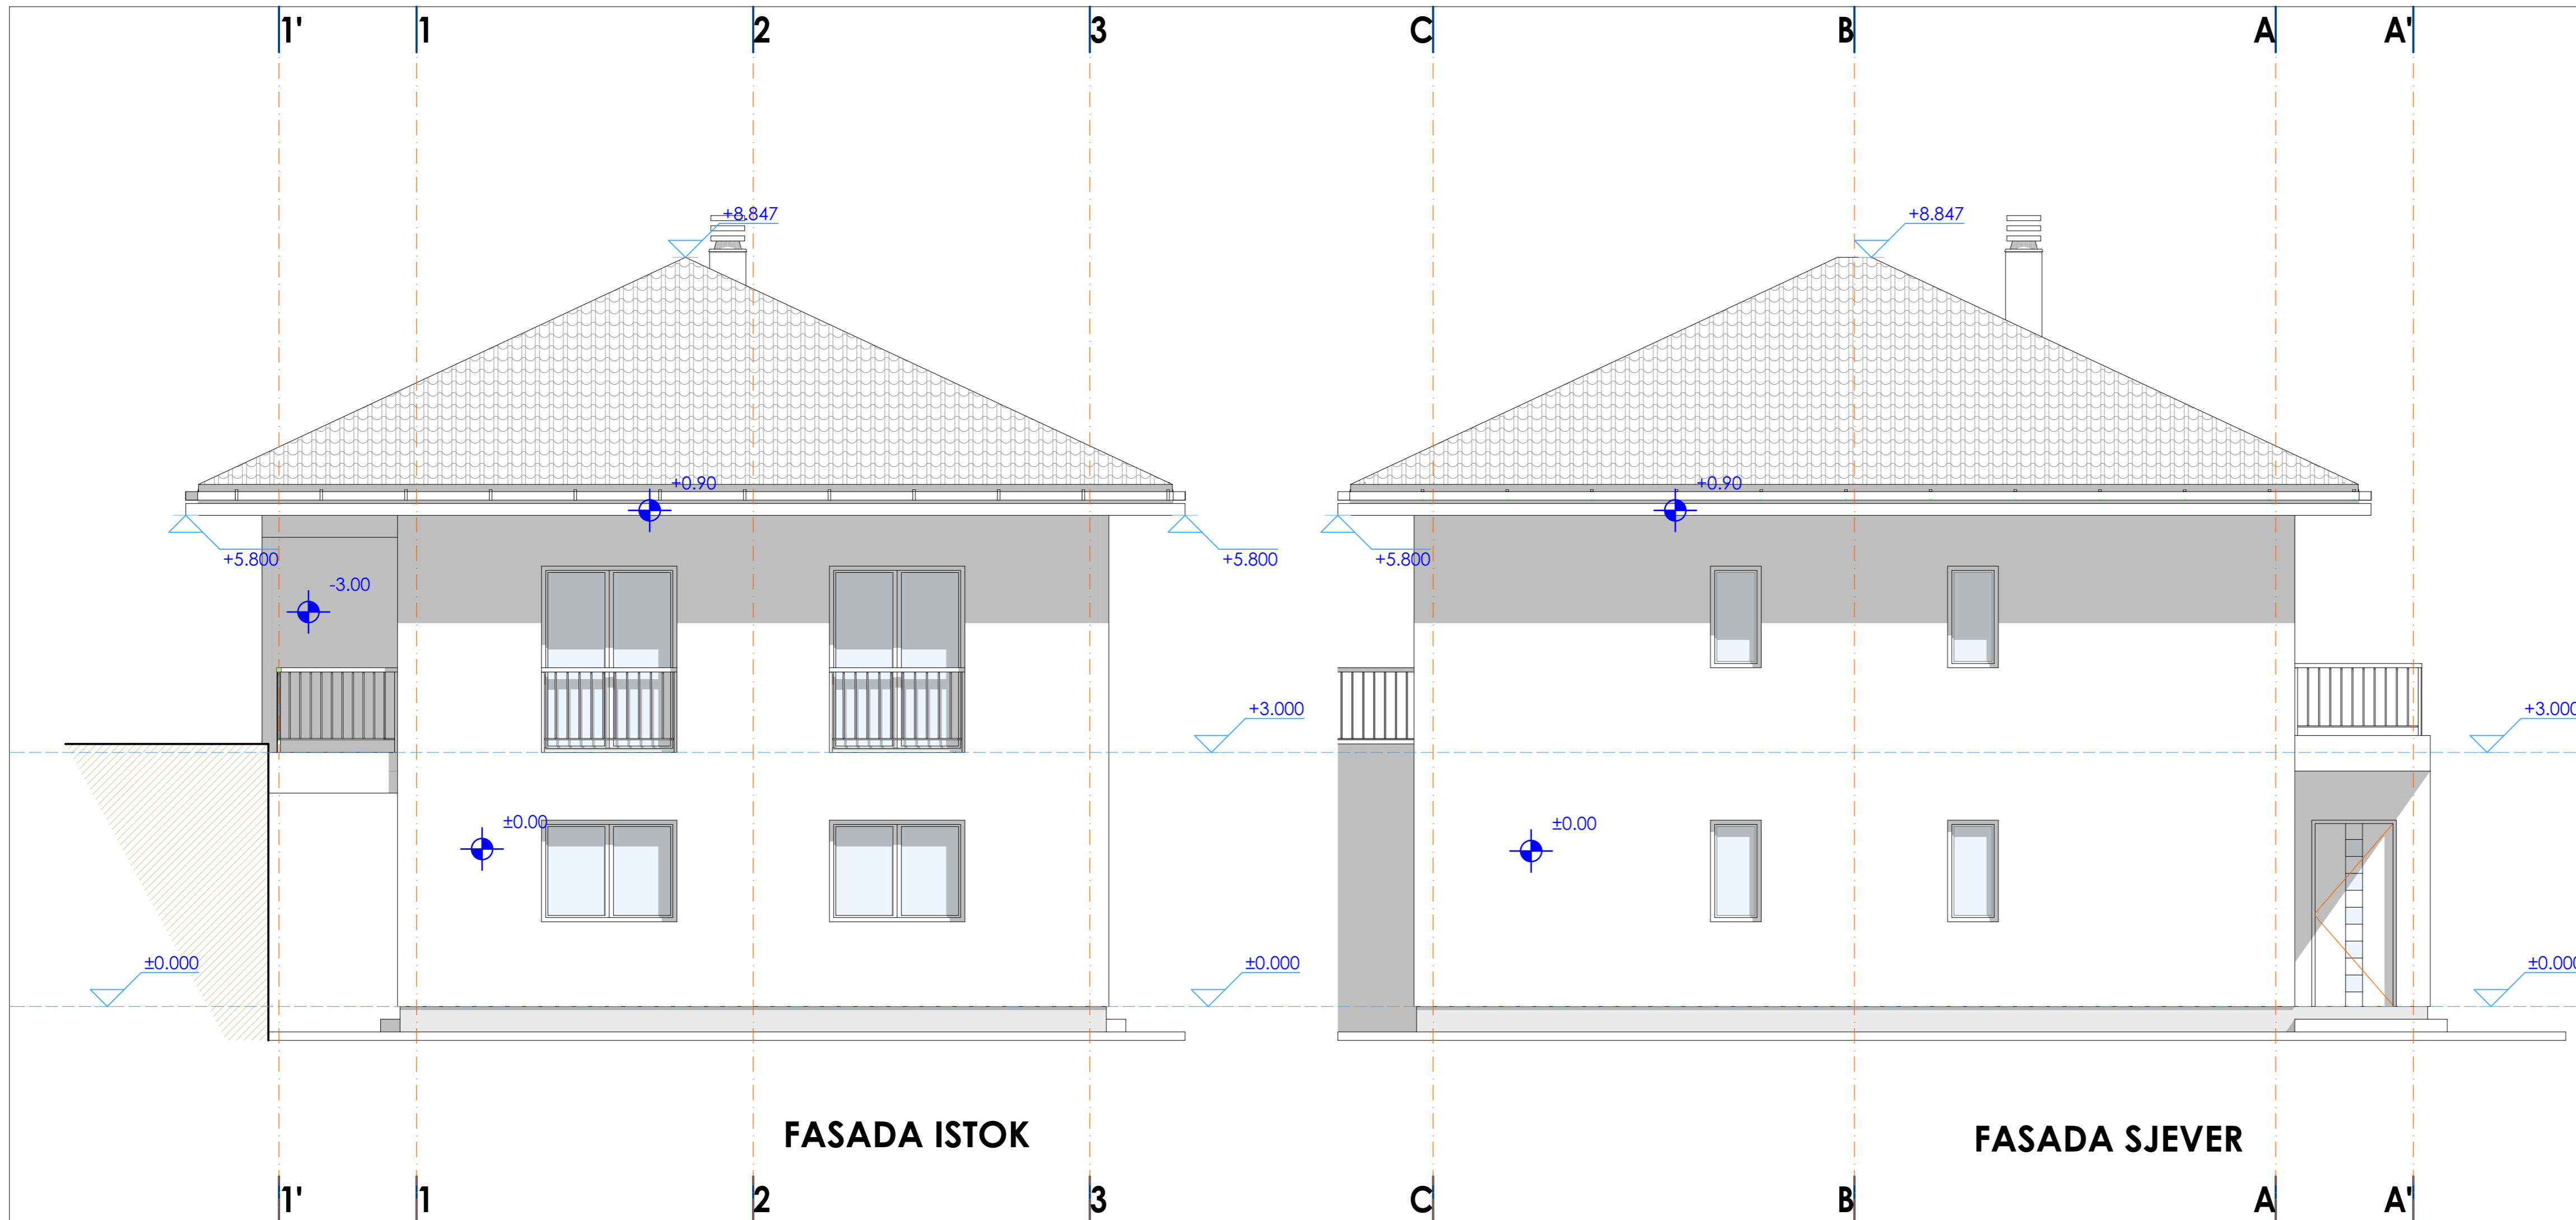 1' 1 2 3 C B A A'
+8.847 +8.847
+0.90 +0.90
+5.800 +5.800 +5.800
-3.00
+3.000 +3.000
±0.00 ±0.00
±0.000 ±0.000 ±0.000
FASADA ISTOK FASADA SJEVER
1' 1 2 3 C B A A'